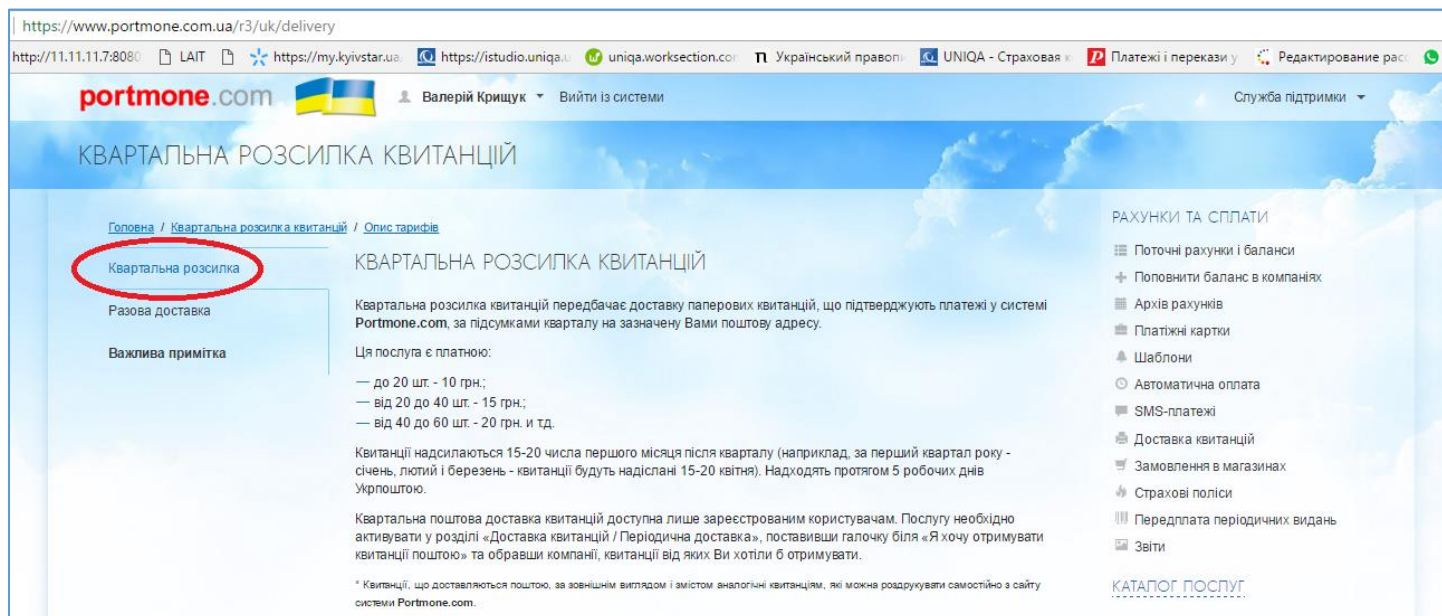 https://www.portmone.com.ua/r3/uk/delivery
http://11.11.11.7:8080 LAIT https://my.kyivstar.ua https://istudio.uniqa.u uniqa.worksection.con Український правопи UNIQA - Страховая к Платежі і перекази у Редактирование расс
portmone.com Валерій Крищук Вийти із системи Служба підтримки
КВАРТАЛЬНА РОЗСИЛКА КВИТАНЦІЙ
Головна / Квартальна розсилка квитанцій / Опис тарифів
Квартальна розсилка
Разова доставка
Важлива примітка
КВАРТАЛЬНА РОЗСИЛКА КВИТАНЦІЙ
Квартальна розсилка квитанцій передбачає доставку паперових квитанцій, що підтверджують платежі у системі
Portmone.com, за підсумками кварталу на зазначену Вами поштову адресу.
Ця послуга є платною:
— до 20 шт. - 10 грн.;
— від 20 до 40 шт. - 15 грн.;
— від 40 до 60 шт. - 20 грн. и т.д.
Квитанції надсилаються 15-20 числа першого місяця після кварталу (наприклад, за перший квартал року -
січень, лютий і березень - квитанції будуть надіслані 15-20 квітня). Надходять протягом 5 робочих днів
Укрпоштою.
Квартальна поштова доставка квитанцій доступна лише зареєстрованим користувачам. Послугу необхідно
активувати у розділі «Доставка квитанцій / Періодична доставка», поставивши галочку біля «Я хочу отримувати
квитанції поштою» та обравши компанії, квитанції від яких Ви хотіли б отримувати.
* Квитанції, що доставляються поштою, за зовнішнім виглядом і змістом аналогічні квитанціям, які можна роздрукувати самостійно з сайту
системи Portmone.com.
РАХУНКИ ТА СПЛАТИ
Поточні рахунки і баланси
Поповнити баланс в компаніях
Архів рахунків
Платіжні картки
Шаблони
Автоматична оплата
SMS-платежі
Доставка квитанцій
Замовлення в магазинах
Страхові поліси
Передплата періодичних видань
Звіти
КАТАЛОГ ПОСЛУГ